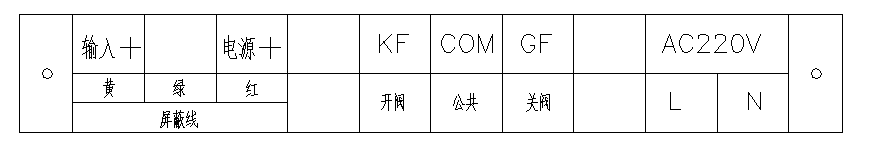 输入+ 电源+ KF COM GF AC220V
黄 绿 红 开阀 公共 关阀 L N
屏蔽线